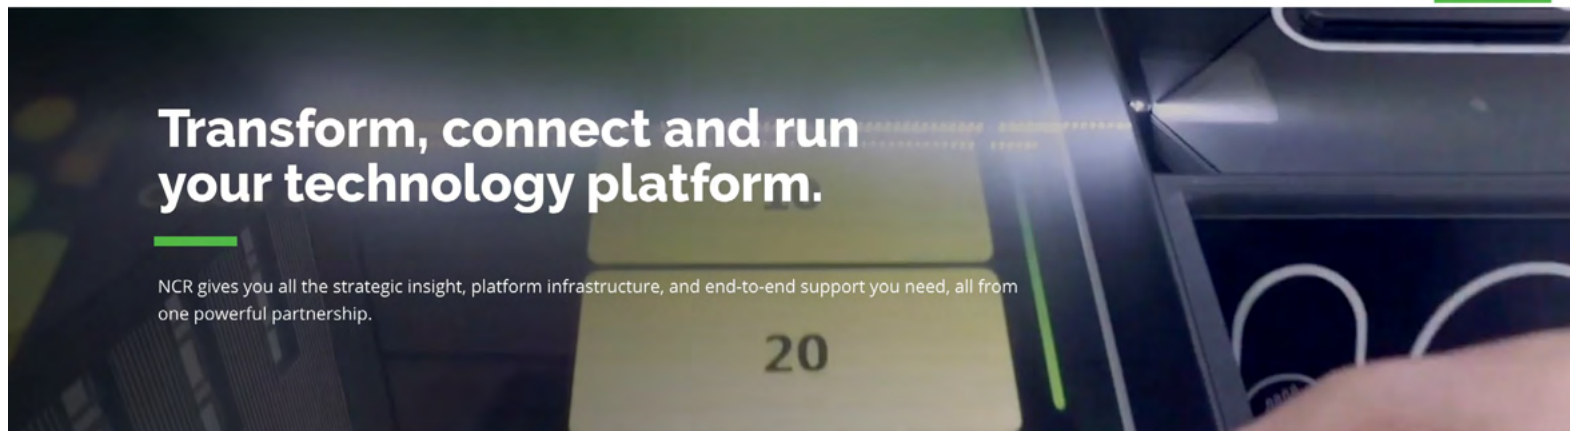 Transform, connect and run
your technology platform.
NCR gives you all the strategic insight, platform infrastructure, and end-to-end support you need, all from
one powerful partnership.
20